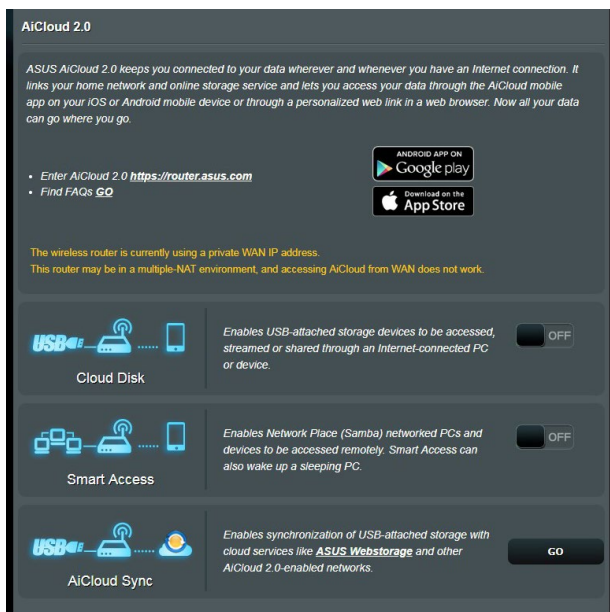 AiCloud 2.0
ASUS AiCloud 2.0 keeps you connected to your data wherever and whenever you have an Internet connection. It
links your home network and online storage service and lets you access your data through the AiCloud mobile
app on your iOS or Android mobile device or through a personalized web link in a web browser. Now all your data
can go where you go.
ANDROID APP ON
Google play
Enter AiCloud 2.0 https://router.asus.com
Find FAQs GO
Download on the
App Store
The wireless router is currently using a private WAN IP address.
This router may be in a multiple-NAT environment, and accessing AiCloud from WAN does not work.
USB
Cloud Disk
Enables USB-attached storage devices to be accessed,
streamed or shared through an Internet-connected PC
or device.
OFF
Smart Access
Enables Network Place (Samba) networked PCs and
devices to be accessed remotely. Smart Access can
also wake up a sleeping PC.
OFF
USB
AiCloud Sync
Enables synchronization of USB-attached storage with
cloud services like ASUS Webstorage and other
AiCloud 2.0-enabled networks.
GO